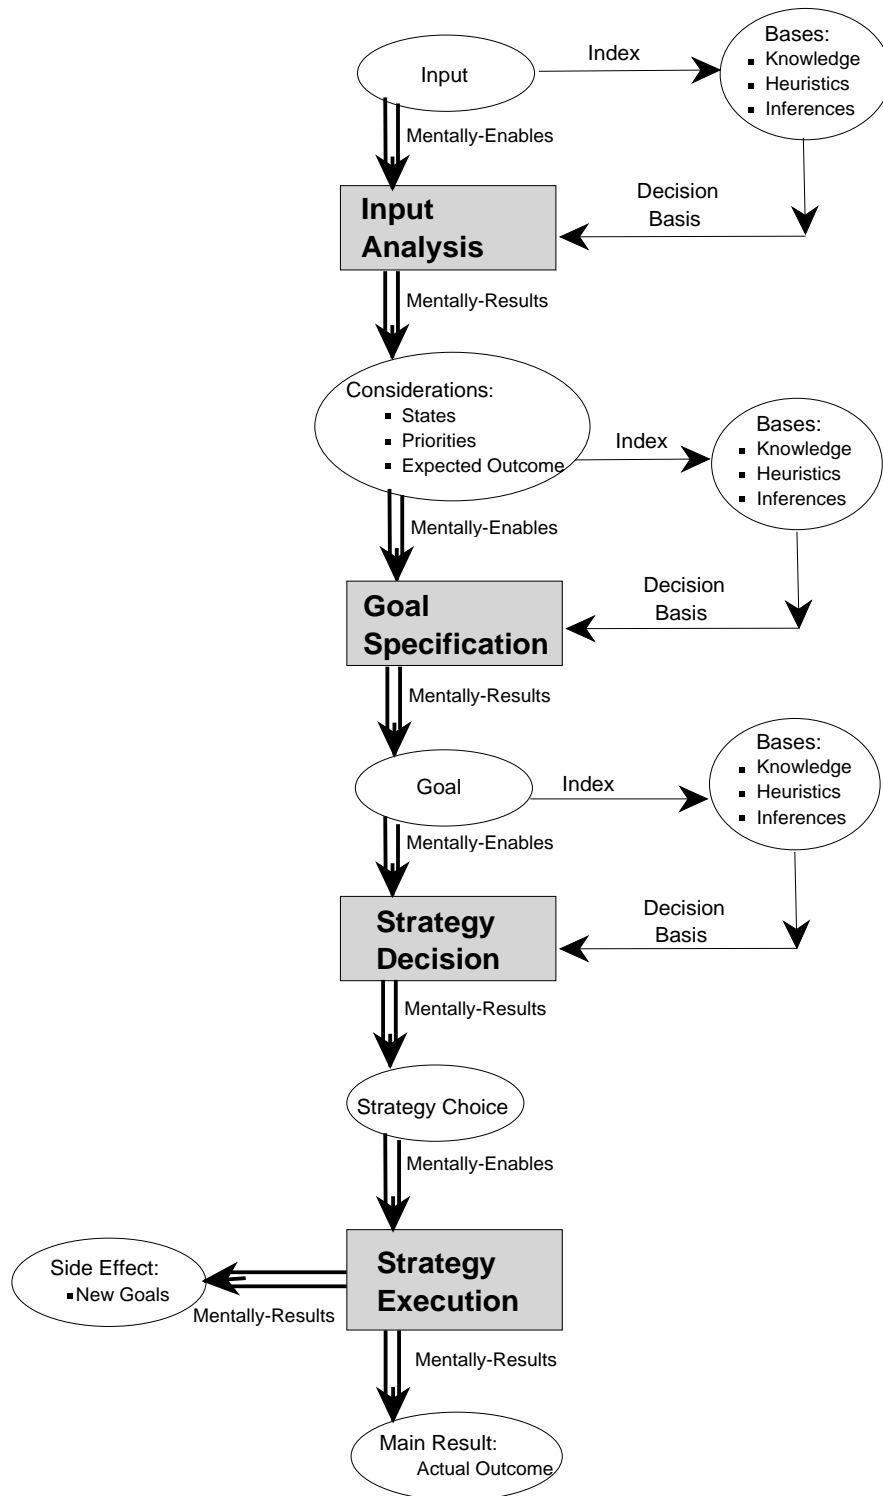 Input
Index
Bases:
▪ Knowledge
▪ Heuristics
▪ Inferences
Mentally-Enables
Input
Analysis
Decision
Basis
Mentally-Results
Considerations:
▪ States
▪ Priorities
▪ Expected Outcome
Index
Bases:
▪ Knowledge
▪ Heuristics
▪ Inferences
Mentally-Enables
Goal
Specification
Decision
Basis
Mentally-Results
Goal
Index
Bases:
▪ Knowledge
▪ Heuristics
▪ Inferences
Mentally-Enables
Strategy
Decision
Decision
Basis
Mentally-Results
Strategy Choice
Mentally-Enables
Strategy
Execution
Side Effect:
▪New Goals
Mentally-Results
Mentally-Results
Main Result:
Actual Outcome